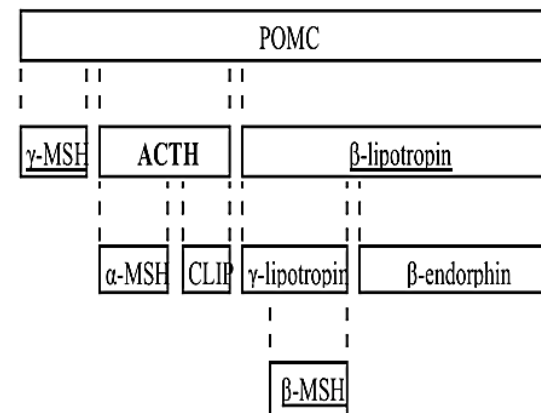 POMC
γ-MSH ACTH β-lipotropin
α-MSH CLIP γ-lipotropin β-endorphin
β-MSH